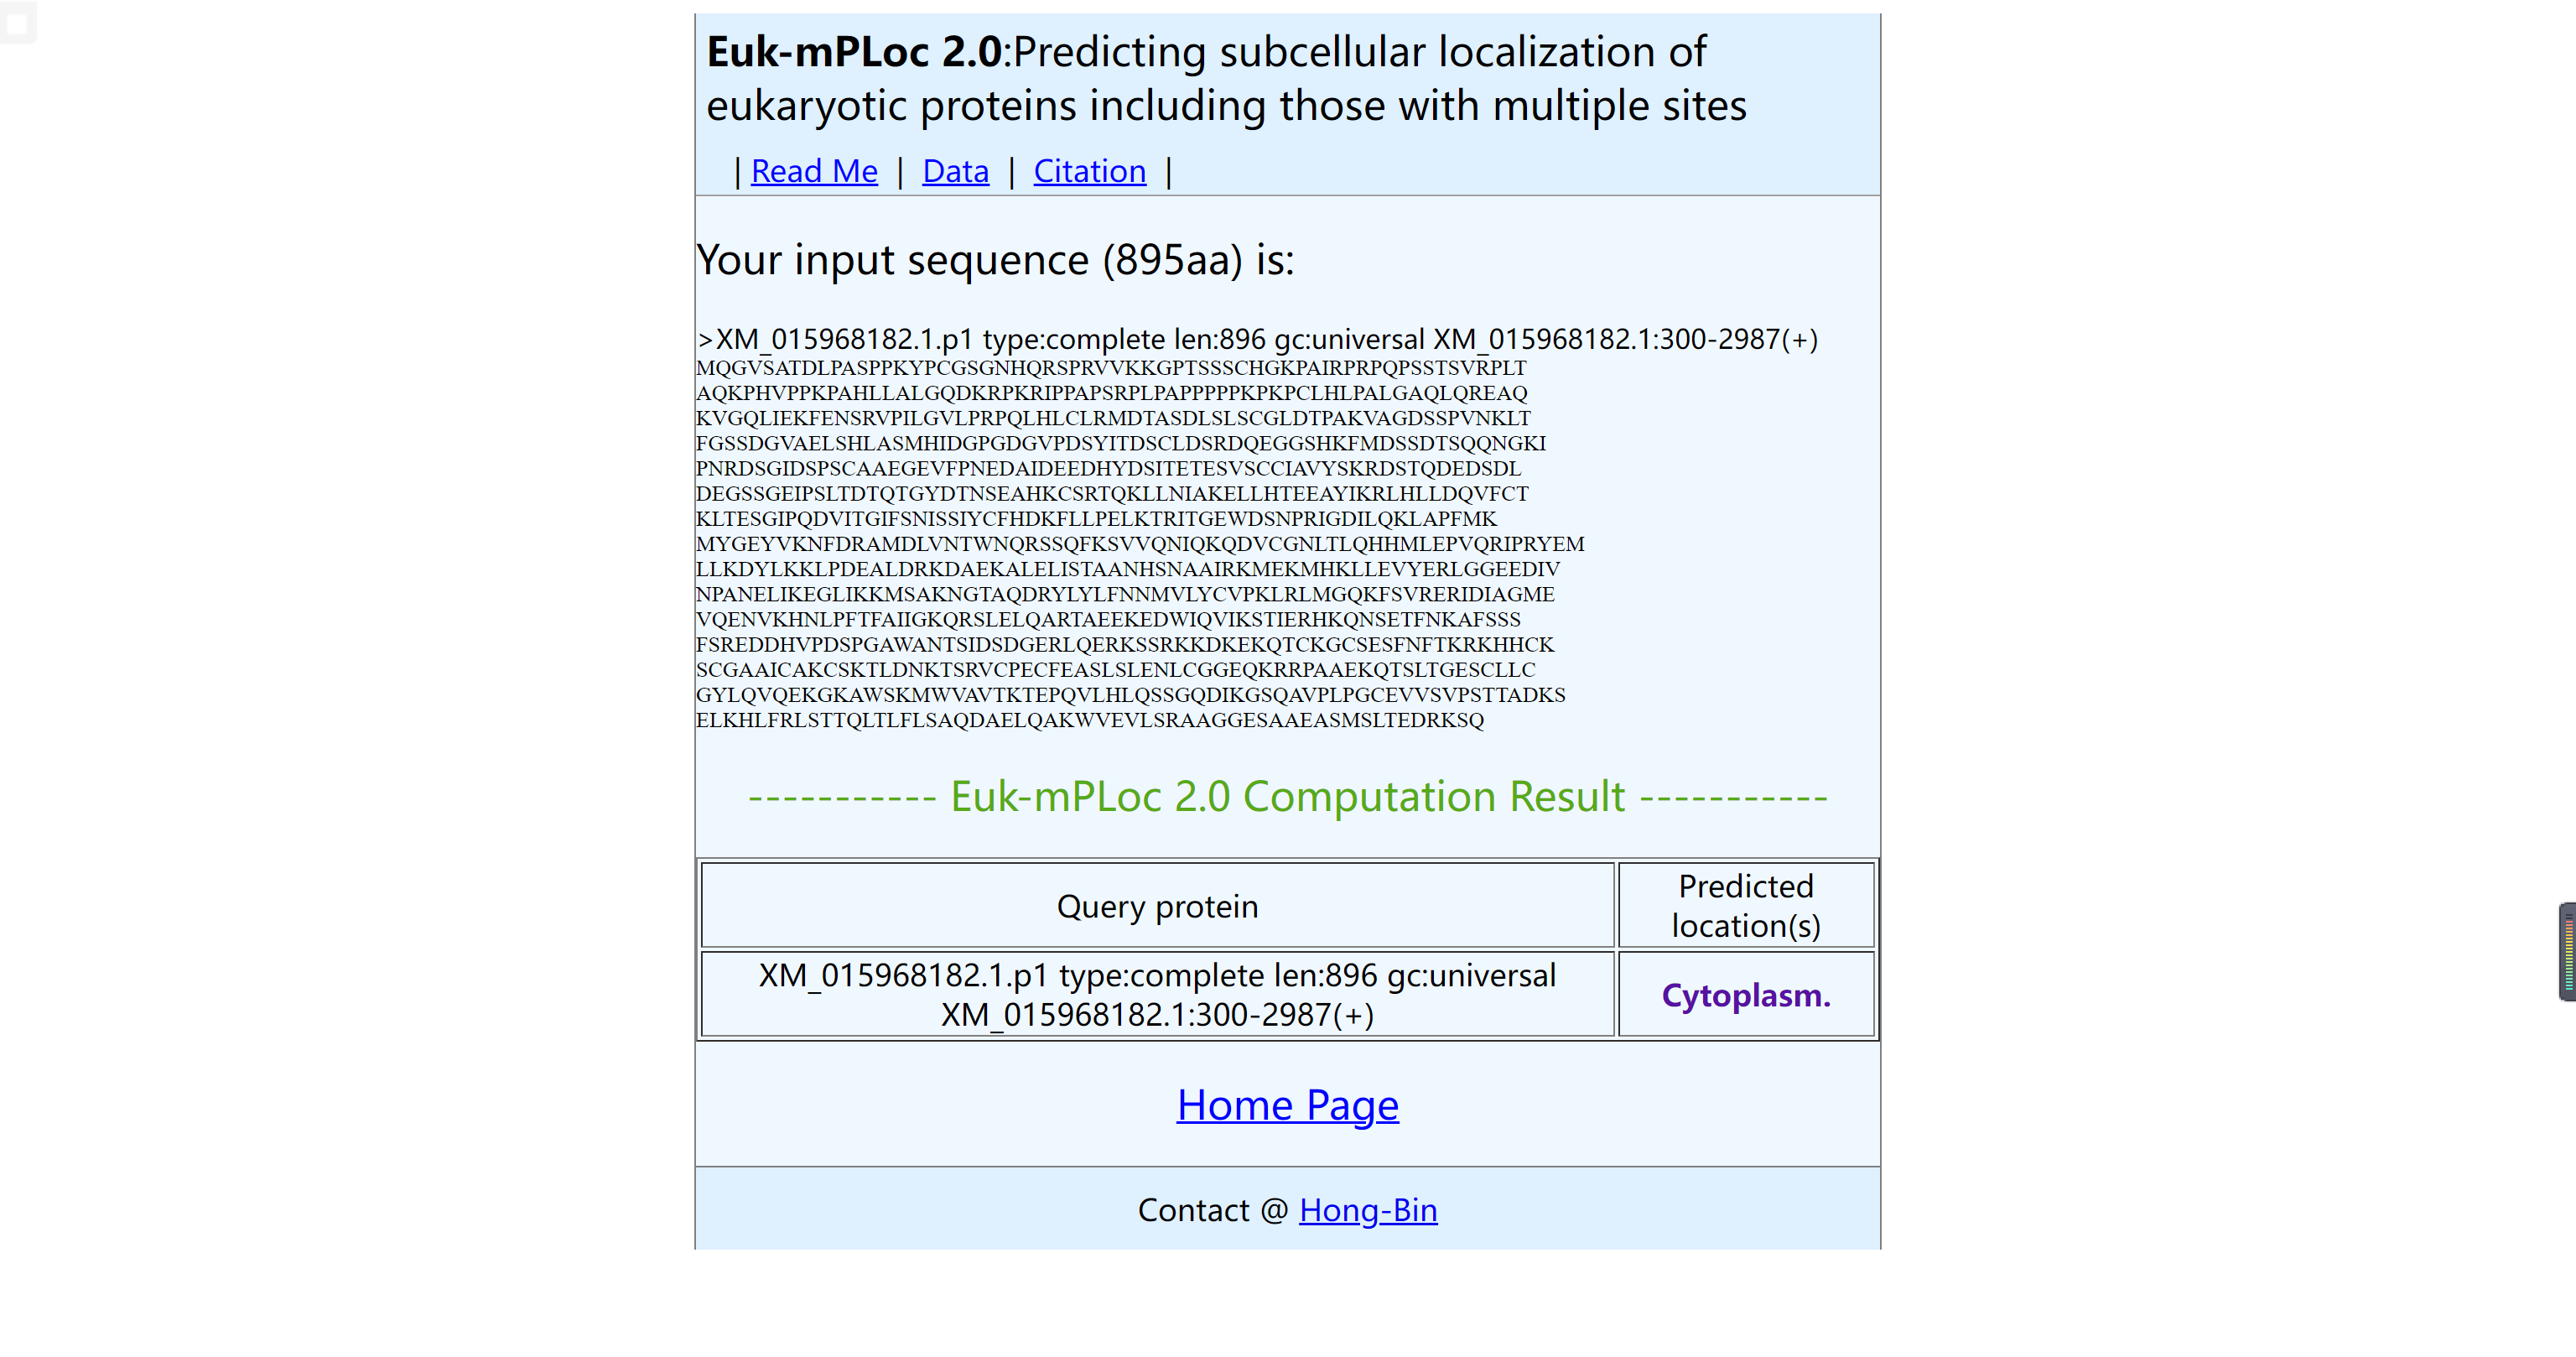 Euk-mPLoc 2.0:Predicting subcellular localization of
eukaryotic proteins including those with multiple sites
| Read Me | Data | Citation |
Your input sequence (895aa) is:
>XM_015968182.1.p1 type:complete len:896 gc:universal XM_015968182.1:300-2987(+)
MQGVSATDLPASPPKYPCGSGNHQRSPRVVKKGPTSSSCHGKPAIRPRPQPSSTSVRPLT
AQKPHVPPKPAHLLALGQDKRPKRIPPAPSRPLPAPPPPPKPKPCLHLPALGAQLQREAQ
KVGQLIEKFENSRVPILGVLPRPQLHLCLRMDTASDLSLSCGLDTPAKVAGDSSPVNKLT
FGSSDGVAELSHLASMHIDGPGDGVPDSYITDSCLDSRDQEGGSHKFMDSSDTSQQNGKI
PNRDSGIDSPSCAAEGEVFPNEDAIDEEDHYDSITETESVSCCIAVYSKRDSTQDEDSDL
DEGSSGEIPSLTDTQTGYDTNSEAHKCSRTQKLLNIAKELLHTEEAYIKRLHLLDQVFCT
KLTESGIPQDVITGIFSNISSIYCFHDKFLLPELKTRITGEWDSNPRIGDILQKLAPFMK
MYGEYVKNFDRAMDLVNTWNQRSSQFKSVVQNIQKQDVCGNLTLQHHMLEPVQRIPRYEM
LLKDYLKKLPDEALDRKDAEKALELISTAANHSNAAIRKMEKMHKLLEVYERLGGEEDIV
NPANELIKEGLIKKMSAKNGTAQDRYLYLFNNMVLYCVPKLRLMGQKFSVRERIDIAGME
VQENVKHNLPFTFAIIGKQRSLELQARTAEEKEDWIQVIKSTIERHKQNSETFNKAFSSS
FSREDDHVPDSPGAWANTSIDSDGERLQERKSSRKKDKEKQTCKGCSESFNFTKRKHHCK
SCGAAICAKCSKTLDNKTSRVCPECFEASLSLENLCGGEQKRRPAAEKQTSLTGESCLLC
GYLQVQEKGKAWSKMWVAVTKTEPQVLHLQSSGQDIKGSQAVPLPGCEVVSVPSTTADKS
ELKHLFRLSTTQLTLFLSAQDAELQAKWVEVLSRAAGGESAAEASMSLTEDRKSQ
----------- Euk-mPLoc 2.0 Computation Result -----------
Query protein
Predicted
location(s)
XM_015968182.1.p1 type:complete len:896 gc:universal
XM_015968182.1:300-2987(+)
Cytoplasm.
Home Page
Contact @ Hong-Bin